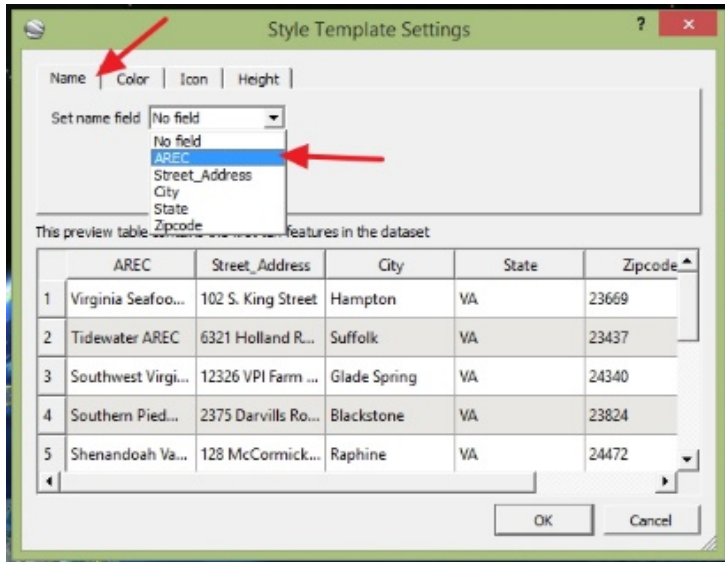 Style Template Settings ? ×
Name Color Icon Height
Set name field No field
No field
AREC
Street_Address
City
State
Zipcode
This preview table features in the dataset
AREC Street_Address City State Zipcode
1 Virginia Seafoo... 102 S. King Street Hampton VA 23669
2 Tidewater AREC 6321 Holland R... Suffolk VA 23437
3 Southwest Virgi... 12326 VPI Farm ... Glade Spring VA 24340
4 Southern Pied... 2375 Darvills Ro... Blackstone VA 23824
5 Shenandoah Va... 128 McCormick... Raphine VA 24472
OK Cancel